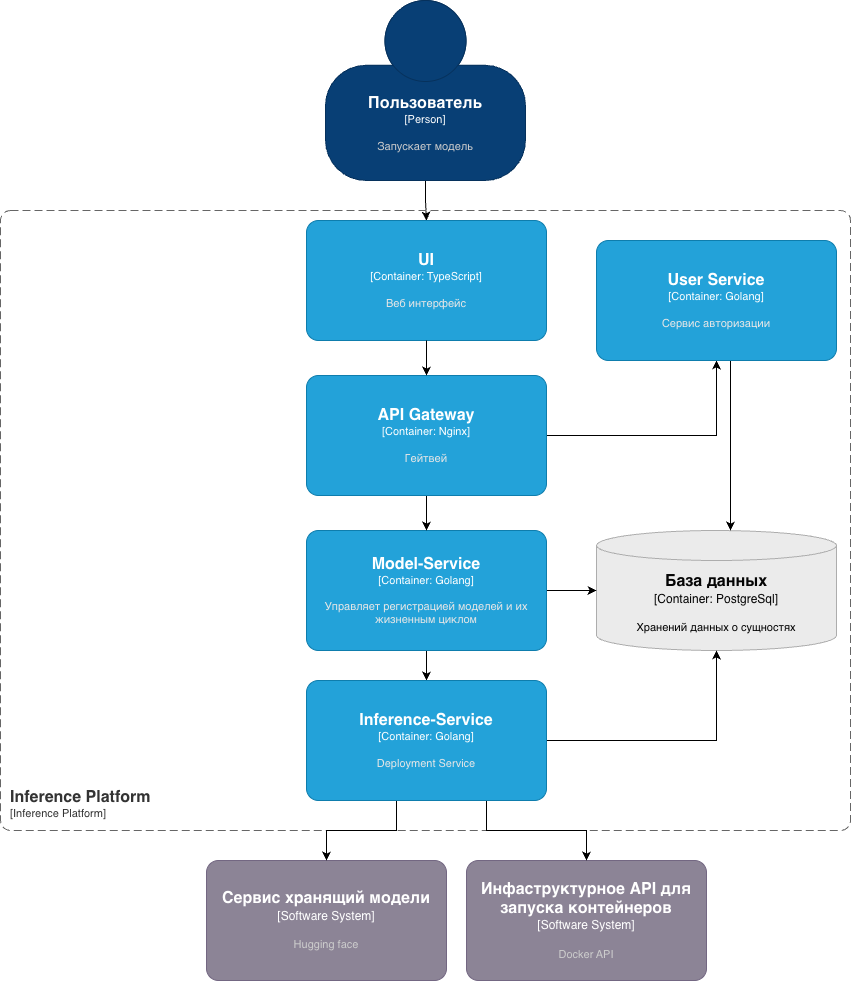 Пользователь
[Person]
Запускает модель
UI
[Container: TypeScript]
Веб интерфейс
User Service
[Container: Golang]
Сервис авторизации
API Gateway
[Container: Nginx]
Гейтвей
Model-Service
[Container: Golang]
Управляет регистрацией моделей и их
жизненным циклом
База данных
[Container: PostgreSql]
Хранений данных о сущностях
Inference-Service
[Container: Golang]
Deployment Service
Inference Platform
[Inference Platform]
Сервис хранящий модели
[Software System]
Hugging face
Инфаструктурное API для
запуска контейнеров
[Software System]
Docker API